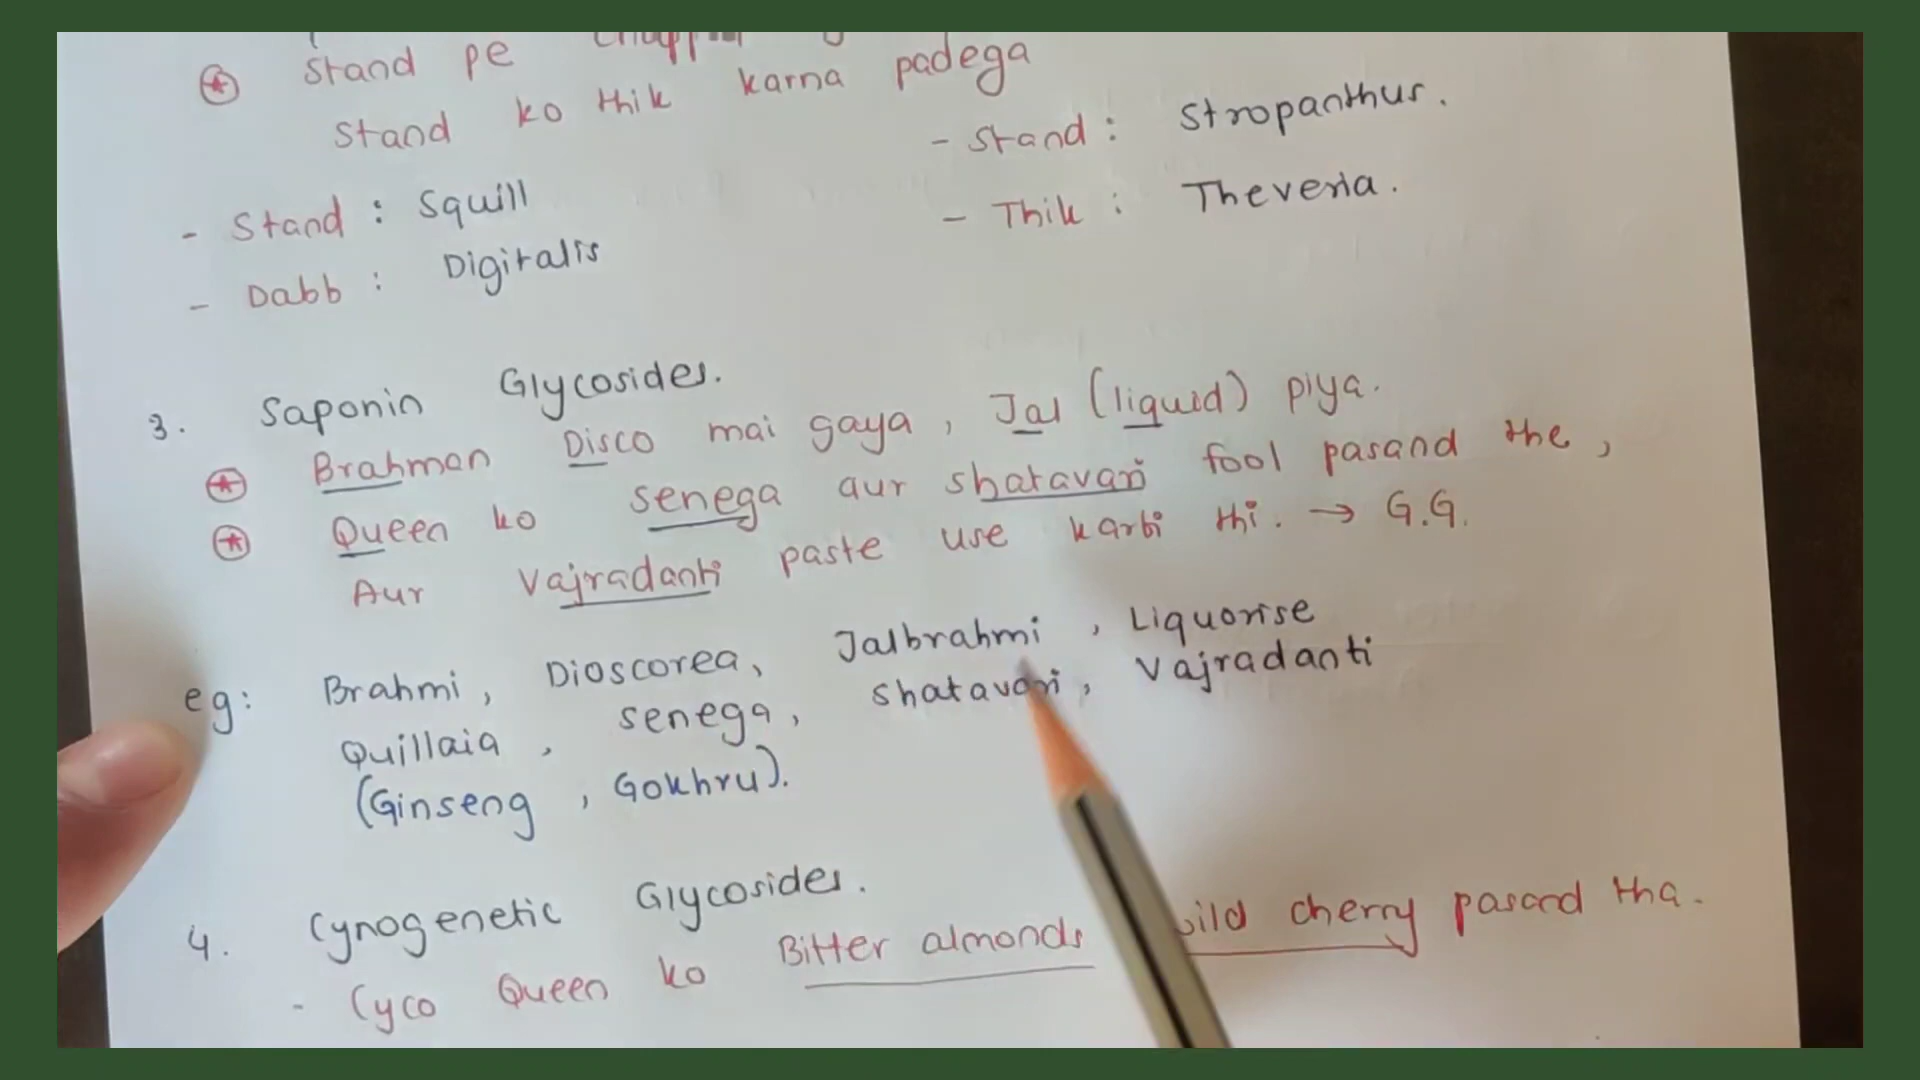 Stand pe
Stand ko thik karna padega
- Stand : Squill
- Dabb : Digitalis
- Stand : Stropanthus.
- Thik : Thevenia.
3. Saponin Glycosides.
Brahman Disco mai gaya , Jal (liquid) piya.
Queen ko senega aur shatavari fool pasand the ,
Aur Vajradanti paste use karti thi. → G.G.
eg: Brahmi , Dioscorea, Jalbrahmi , Liquorise
Quillaia , senega, shatavari, Vajradanti
(Ginseng , Gokhru).
4. Cynogenetic Glycosides.
- Cyco Queen ko Bitter almonds wild cherry pasand tha.